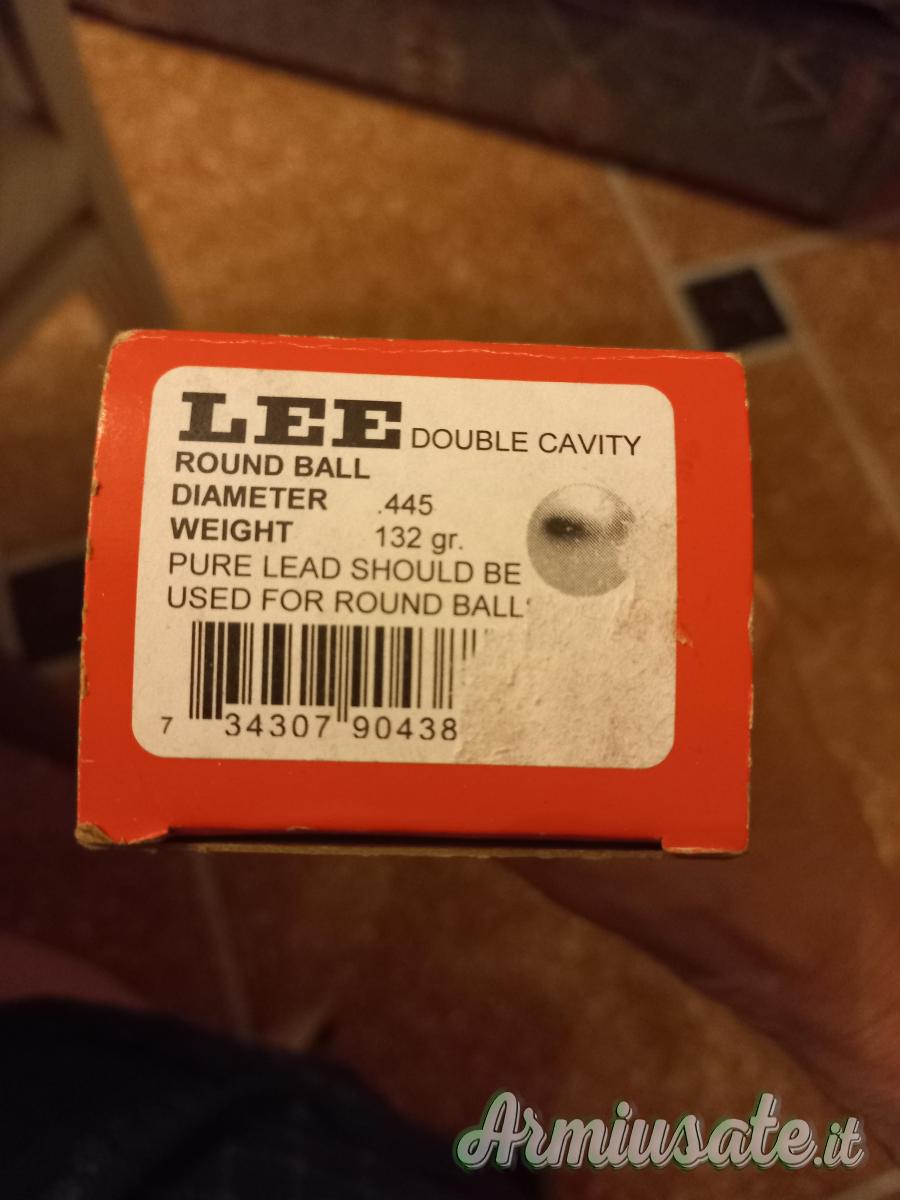 LEE DOUBLE CAVITY
ROUND BALL
DIAMETER .445
WEIGHT 132 gr.
PURE LEAD SHOULD BE
USED FOR ROUND BALL
7 34307 90438
Armiusate.it